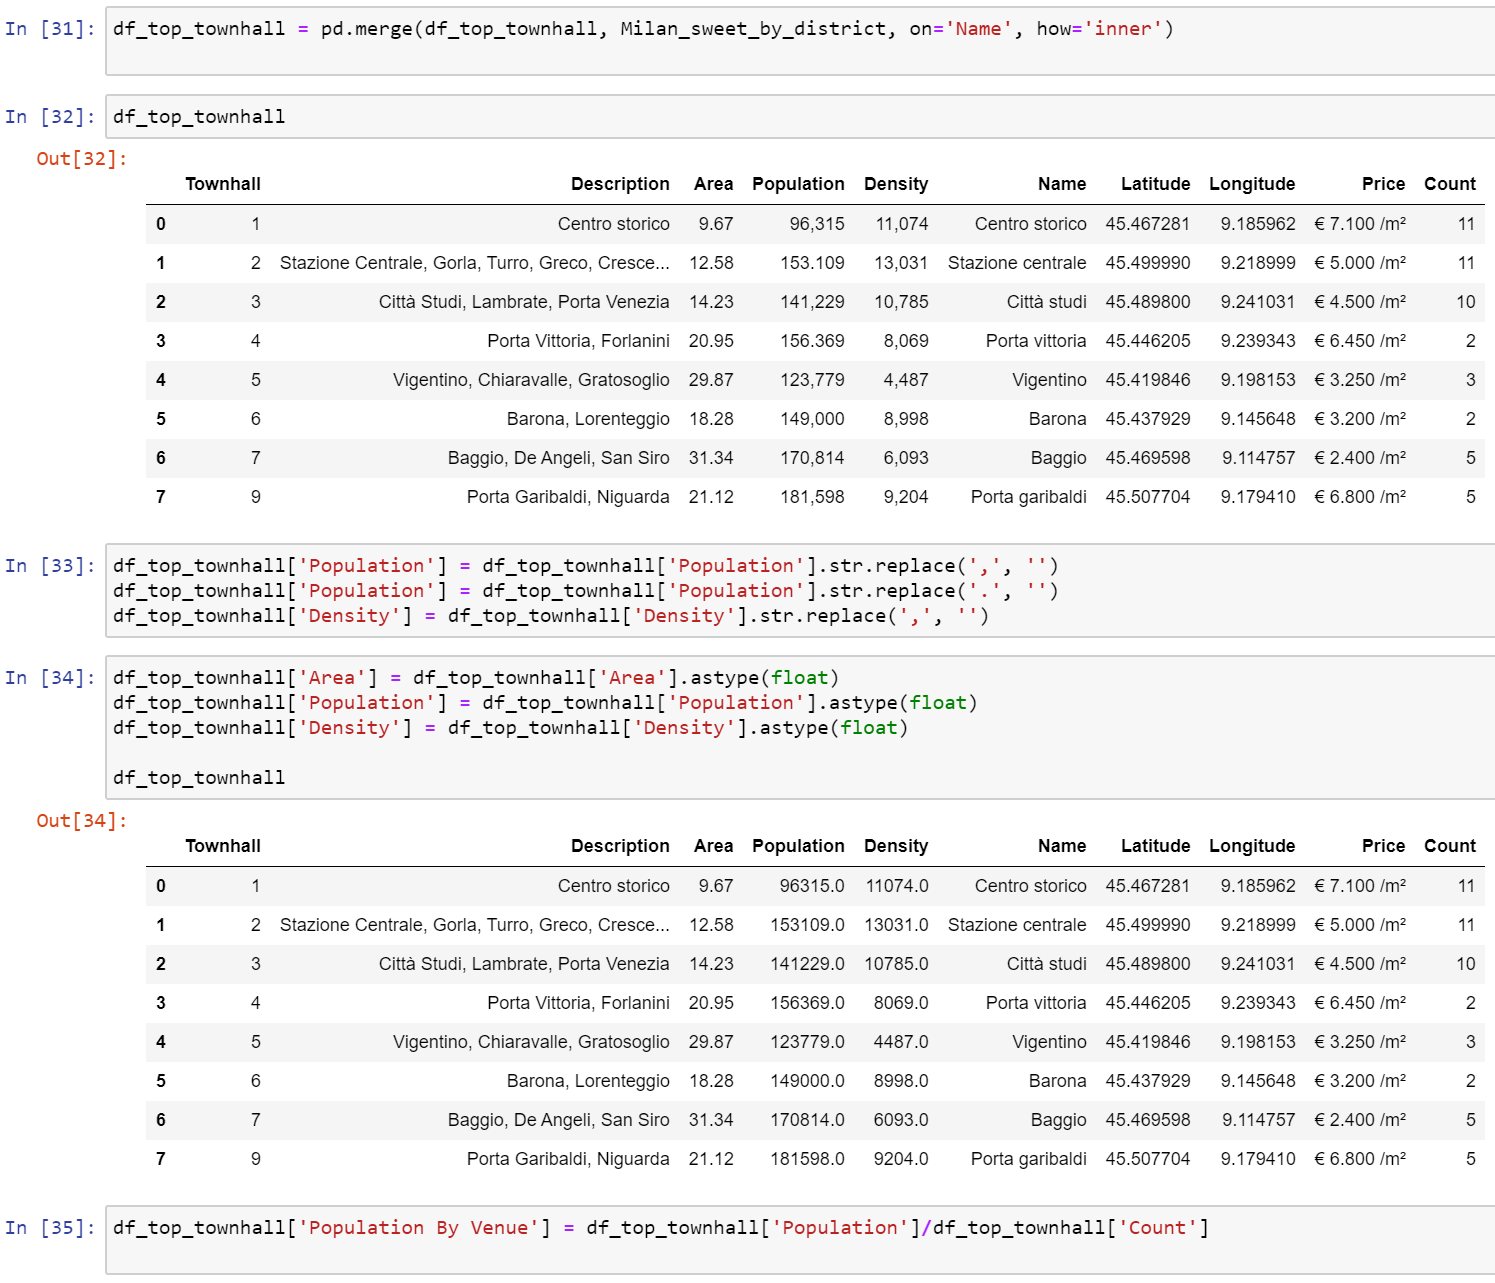 In [31]: df_top_townhall = pd.merge(df_top_townhall, Milan_sweet_by_district, on='Name', how='inner')
In [32]: df_top_townhall
Out[32]:
Townhall Description Area Population Density Name Latitude Longitude Price Count
0 1 Centro storico 9.67 96,315 11,074 Centro storico 45.467281 9.185962 € 7.100 /m² 11
1 2 Stazione Centrale, Gorla, Turro, Greco, Cresce... 12.58 153.109 13,031 Stazione centrale 45.499990 9.218999 € 5.000 /m² 11
2 3 Città Studi, Lambrate, Porta Venezia 14.23 141,229 10,785 Città studi 45.489800 9.241031 € 4.500 /m² 10
3 4 Porta Vittoria, Forlanini 20.95 156.369 8,069 Porta vittoria 45.446205 9.239343 € 6.450 /m² 2
4 5 Vigentino, Chiaravalle, Gratosoglio 29.87 123,779 4,487 Vigentino 45.419846 9.198153 € 3.250 /m² 3
5 6 Barona, Lorenteggio 18.28 149,000 8,998 Barona 45.437929 9.145648 € 3.200 /m² 2
6 7 Baggio, De Angeli, San Siro 31.34 170,814 6,093 Baggio 45.469598 9.114757 € 2.400 /m² 5
7 9 Porta Garibaldi, Niguarda 21.12 181,598 9,204 Porta garibaldi 45.507704 9.179410 € 6.800 /m² 5
In [33]: df_top_townhall['Population'] = df_top_townhall['Population'].str.replace(',', '')
df_top_townhall['Population'] = df_top_townhall['Population'].str.replace('.', '')
df_top_townhall['Density'] = df_top_townhall['Density'].str.replace(',', '')
In [34]: df_top_townhall['Area'] = df_top_townhall['Area'].astype(float)
df_top_townhall['Population'] = df_top_townhall['Population'].astype(float)
df_top_townhall['Density'] = df_top_townhall['Density'].astype(float)
df_top_townhall
Out[34]:
Townhall Description Area Population Density Name Latitude Longitude Price Count
0 1 Centro storico 9.67 96315.0 11074.0 Centro storico 45.467281 9.185962 € 7.100 /m² 11
1 2 Stazione Centrale, Gorla, Turro, Greco, Cresce... 12.58 153109.0 13031.0 Stazione centrale 45.499990 9.218999 € 5.000 /m² 11
2 3 Città Studi, Lambrate, Porta Venezia 14.23 141229.0 10785.0 Città studi 45.489800 9.241031 € 4.500 /m² 10
3 4 Porta Vittoria, Forlanini 20.95 156369.0 8069.0 Porta vittoria 45.446205 9.239343 € 6.450 /m² 2
4 5 Vigentino, Chiaravalle, Gratosoglio 29.87 123779.0 4487.0 Vigentino 45.419846 9.198153 € 3.250 /m² 3
5 6 Barona, Lorenteggio 18.28 149000.0 8998.0 Barona 45.437929 9.145648 € 3.200 /m² 2
6 7 Baggio, De Angeli, San Siro 31.34 170814.0 6093.0 Baggio 45.469598 9.114757 € 2.400 /m² 5
7 9 Porta Garibaldi, Niguarda 21.12 181598.0 9204.0 Porta garibaldi 45.507704 9.179410 € 6.800 /m² 5
In [35]: df_top_townhall['Population By Venue'] = df_top_townhall['Population']/df_top_townhall['Count']